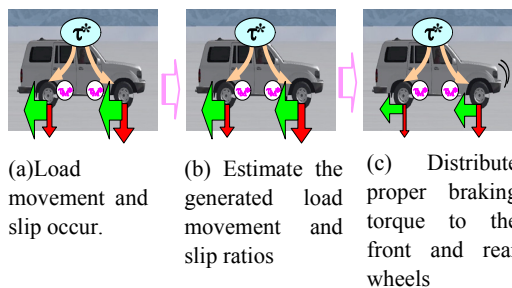 τ*
τ*
τ*
(a)Load
movement and
slip occur.
(b) Estimate the
generated load
movement and
slip ratios
(c) Distribute
proper braking
torque to the
front and rear
wheels